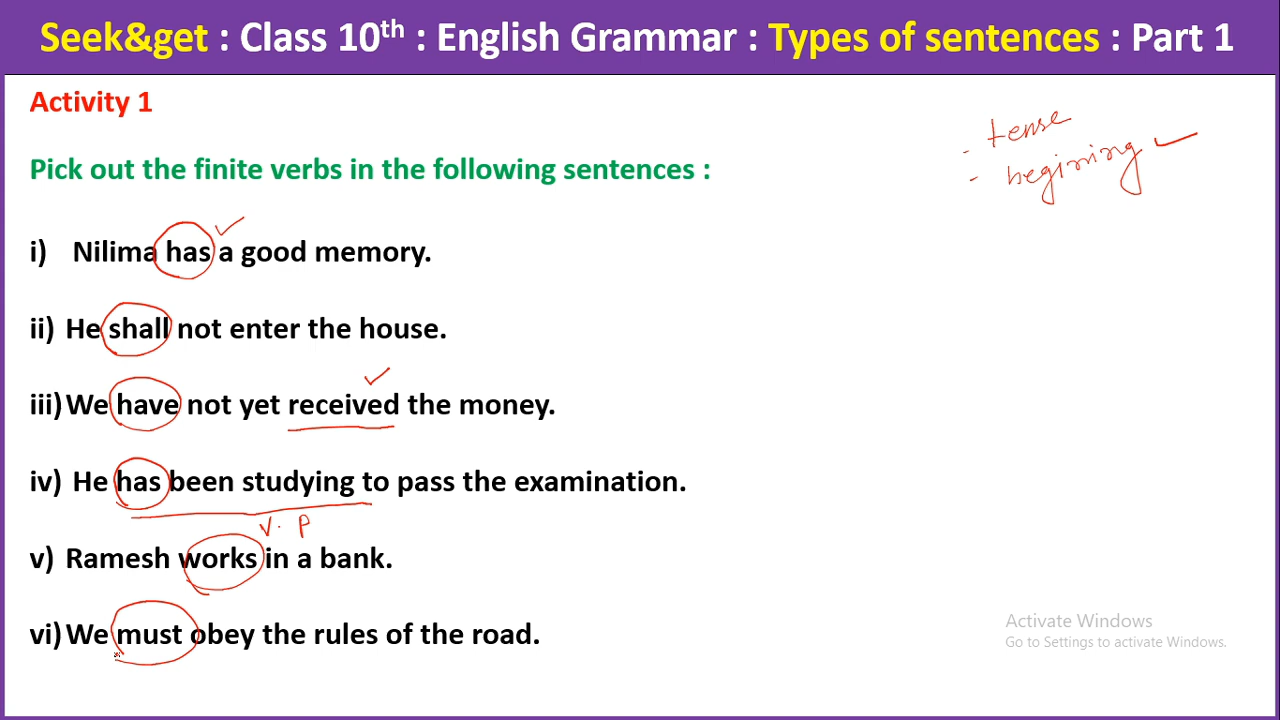 Seek&get : Class 10th : English Grammar : Types of sentences : Part 1
Activity 1
- tense
- begining
Pick out the finite verbs in the following sentences :
i) Nilima has a good memory.
ii) He shall not enter the house.
iii) We have not yet received the money.
iv) He has been studying to pass the examination.
v. p
v) Ramesh works in a bank.
vi) We must obey the rules of the road.
Activate Windows
Go to Settings to activate Windows.